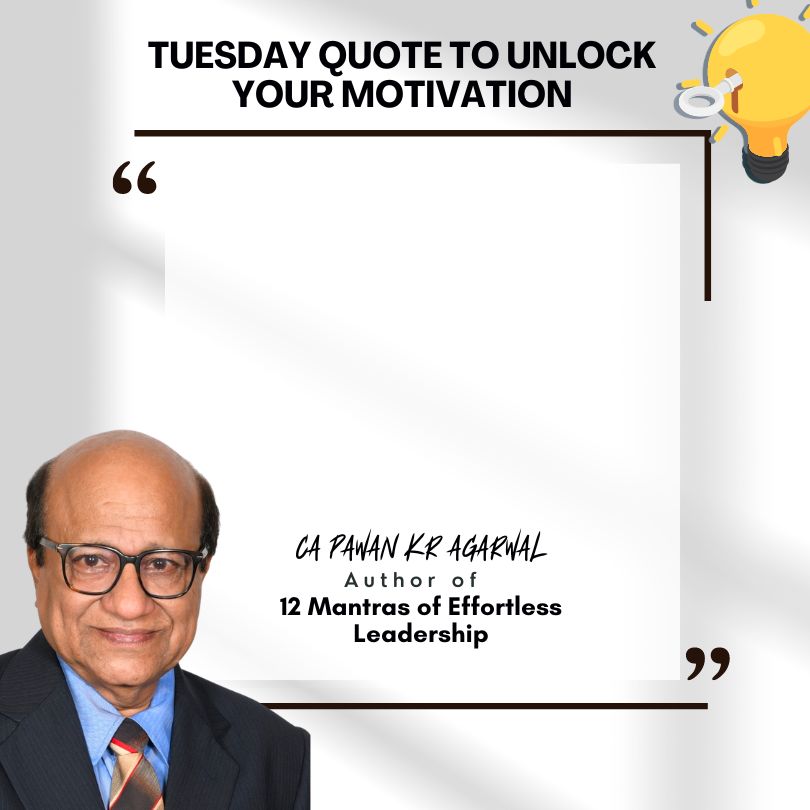 TUESDAY QUOTE TO UNLOCK
YOUR MOTIVATION
“
CA PAWAN KR AGARWAL
Author of
12 Mantras of Effortless
Leadership
”